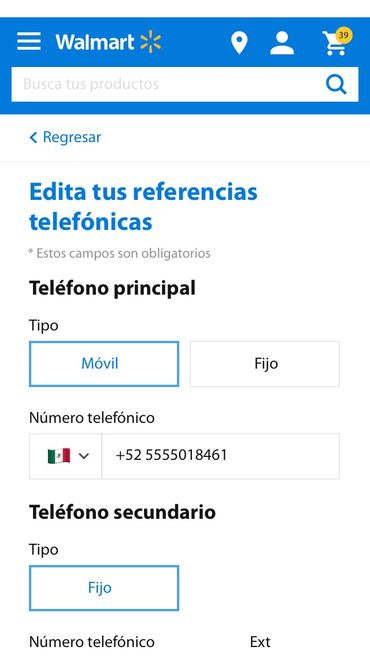 Walmart
39
Busca tus productos
Regresar
Edita tus referencias
telefónicas
* Estos campos son obligatorios
Teléfono principal
Tipo
Móvil Fijo
Número telefónico
+52 5555018461
Teléfono secundario
Tipo
Fijo
Número telefónico Ext